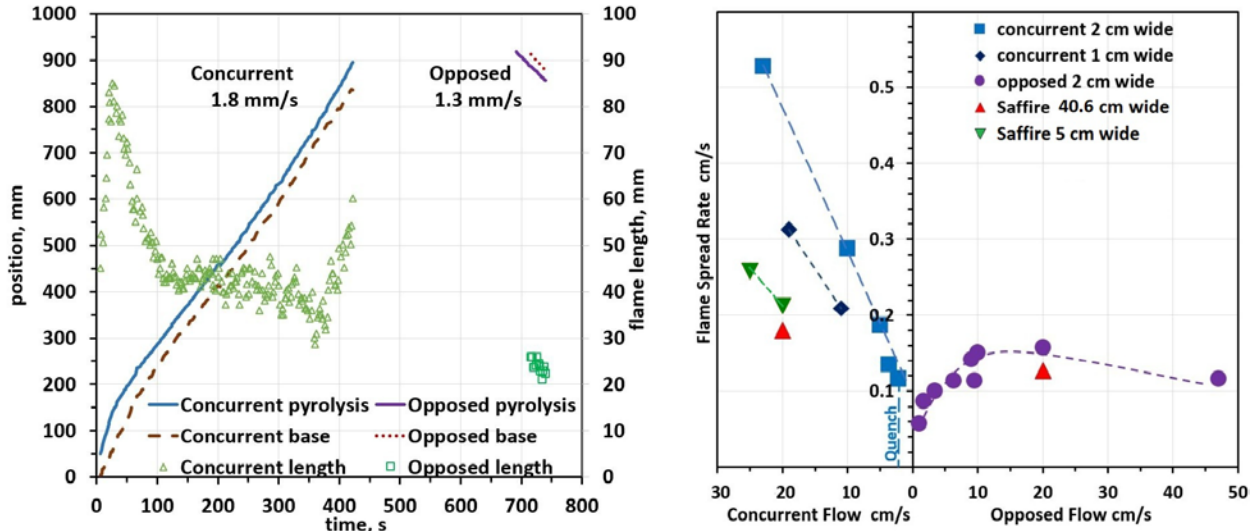 1000
900
800
700
600
500
400
300
200
100
0
position, mm
0 100 200 300 400 500 600 700 800
time, s
100
90
80
70
60
50
40
30
20
10
0
flame length, mm
Concurrent
1.8 mm/s
Opposed
1.3 mm/s
Concurrent pyrolysis
Opposed pyrolysis
Concurrent base
Opposed base
Concurrent length
Opposed length
concurrent 2 cm wide
concurrent 1 cm wide
opposed 2 cm wide
Saffire 40.6 cm wide
Saffire 5 cm wide
Flame Spread Rate cm/s
0.5
0.4
0.3
0.2
0.1
Quench
30 20 10 0 10 20 30 40 50
Concurrent Flow cm/s
Opposed Flow cm/s